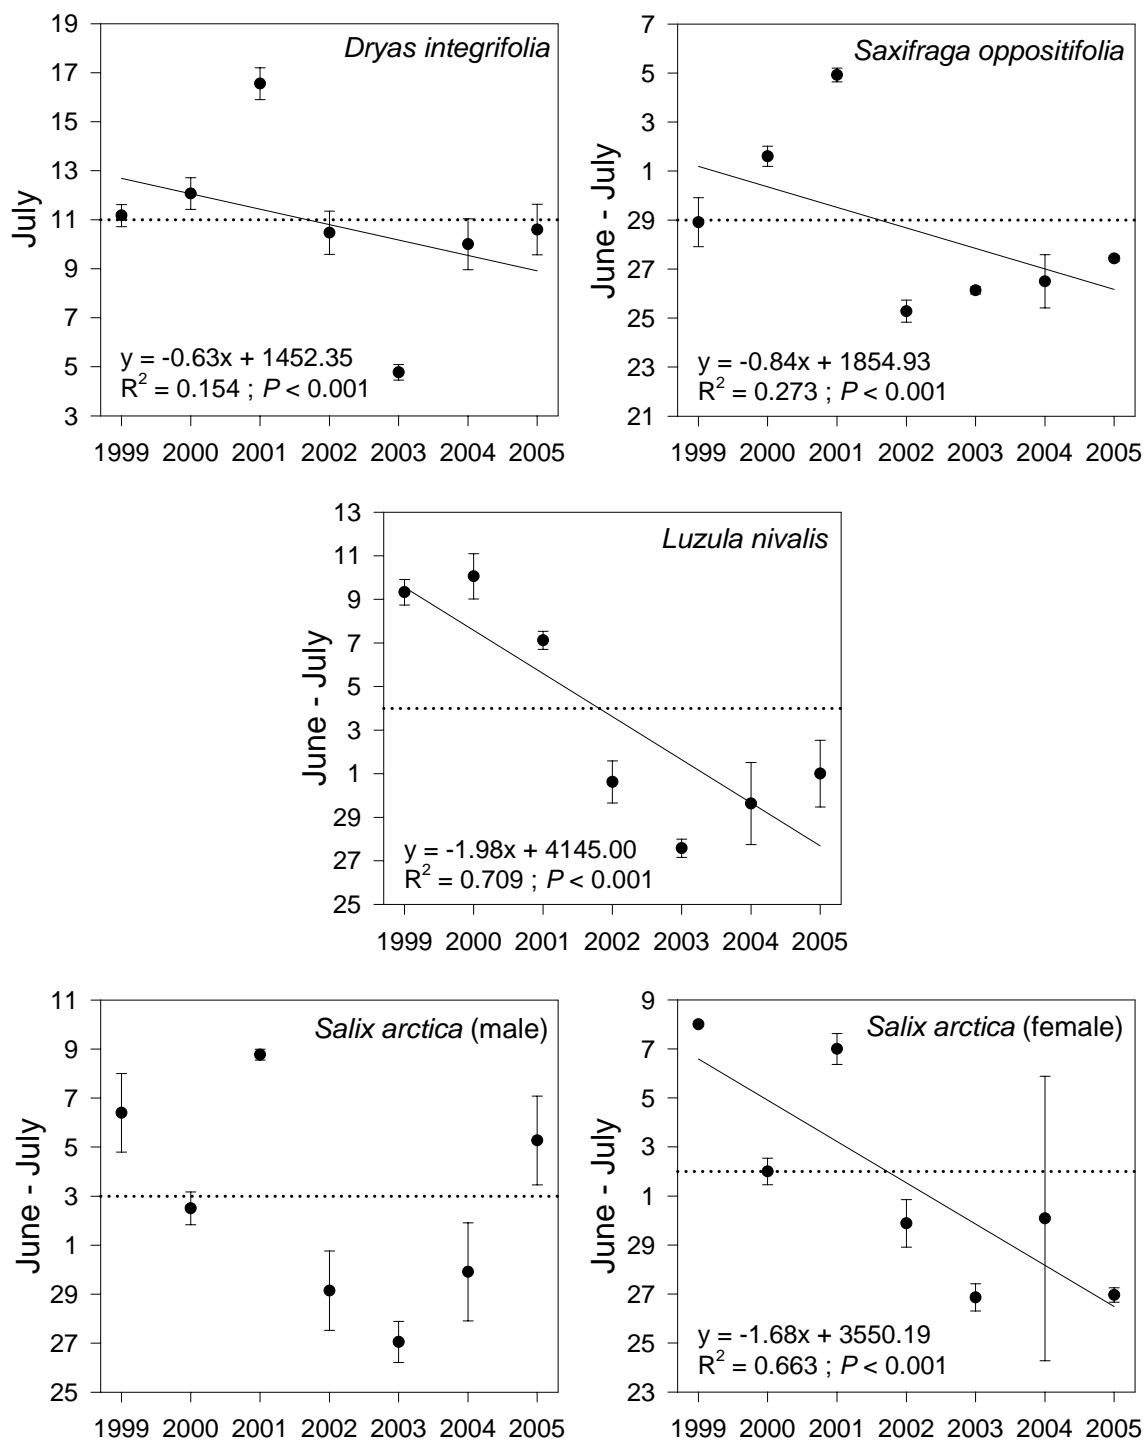 Dryas integrifolia
July
19
17
15
13
11
9
7
5
3
y = -0.63x + 1452.35
R² = 0.154 ; P < 0.001
1999 2000 2001 2002 2003 2004 2005
Saxifraga oppositifolia
June - July
7
5
3
1
29
27
25
23
21
y = -0.84x + 1854.93
R² = 0.273 ; P < 0.001
1999 2000 2001 2002 2003 2004 2005
Luzula nivalis
June - July
13
11
9
7
5
3
1
29
27
25
y = -1.98x + 4145.00
R² = 0.709 ; P < 0.001
1999 2000 2001 2002 2003 2004 2005
Salix arctica (male)
June - July
11
9
7
5
3
1
29
27
25
1999 2000 2001 2002 2003 2004 2005
Salix arctica (female)
June - July
9
7
5
3
1
29
27
25
23
y = -1.68x + 3550.19
R² = 0.663 ; P < 0.001
1999 2000 2001 2002 2003 2004 2005